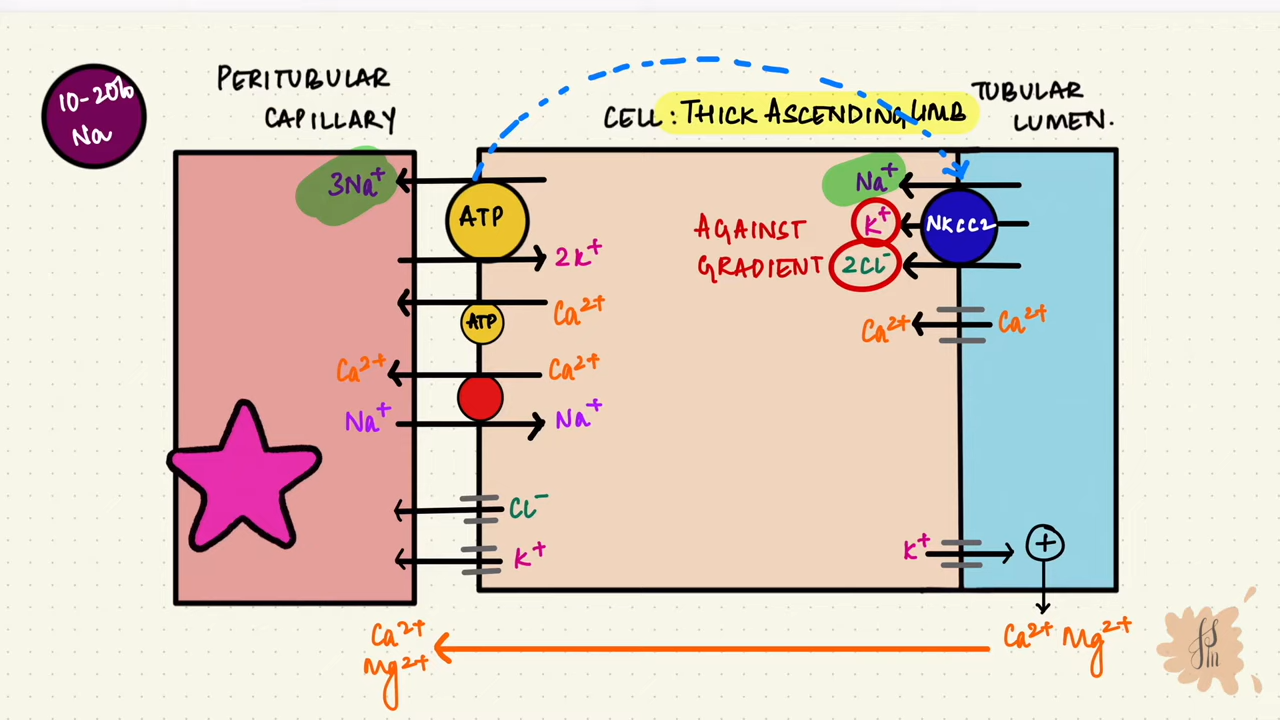 10-20%
Na
PERITUBULAR
CAPILLARY
CELL: THICK ASCENDING LIMB
TUBULAR
LUMEN.
3Na⁺
ATP
2K⁺
Ca²⁺
ATP
Ca²⁺
Ca²⁺
Na⁺
Na⁺
Cl⁻
K⁺
AGAINST
GRADIENT
Na⁺
K⁺
2Cl⁻
NKCC2
Ca²⁺
Ca²⁺
K⁺
+
Ca²⁺
Mg²⁺
Ca²⁺ Mg²⁺